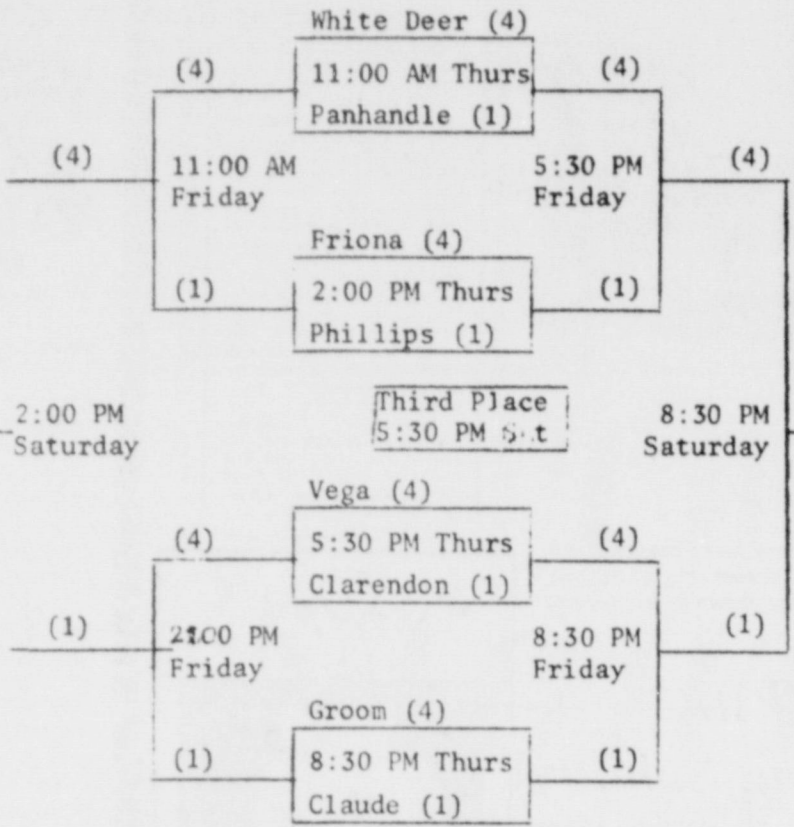 White Deer (4)
(4) 11:00 AM Thurs (4)
Panhandle (1)
(4) 11:00 AM 5:30 PM (4)
Friday Friday
Friona (4)
(1) 2:00 PM Thurs (1)
Phillips (1)
Third Place
2:00 PM 8:30 PM
5:30 PM
Saturday Saturday
Vega (4)
(4) 5:30 PM Thurs (4)
Clarendon (1)
(1) PM 8:30 PM (1)
Friday Friday
Groom (4)
(1) 8:30 PM Thurs (1)
Claude (1)